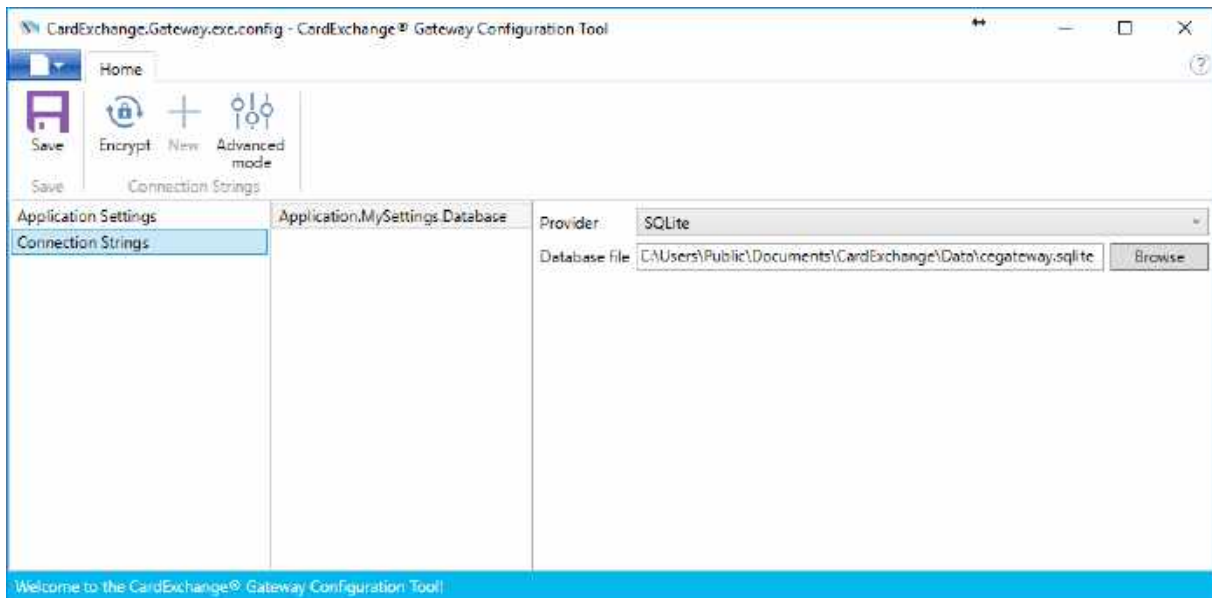 CardExchange.Gateway.exe.config - CardExchange® Gateway Configuration Tool
Home
Save
Encrypt
New
Advanced
mode
Save
Connection Strings
Application Settings
Connection Strings
Application.MySettings.Database
Provider
SQLite
Database file
C:\Users\Public\Documents\CardExchange\Data\cegateway.sqlite
Browse
Welcome to the CardExchange® Gateway Configuration Tool!